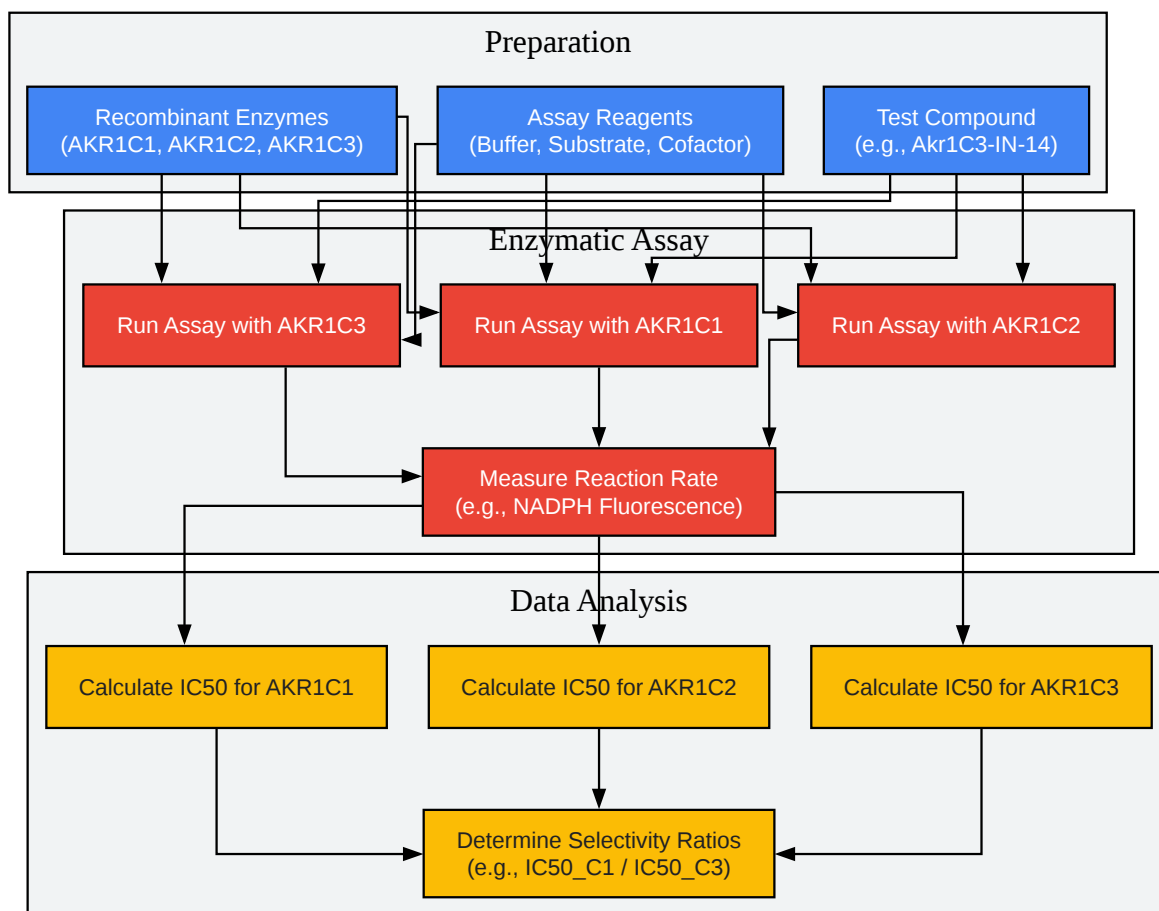 Preparation
Recombinant Enzymes
(AKR1C1, AKR1C2, AKR1C3)
Assay Reagents
(Buffer, Substrate, Cofactor)
Test Compound
(e.g., Akr1C3-IN-14)
Enzymatic Assay
Run Assay with AKR1C3
Run Assay with AKR1C1
Run Assay with AKR1C2
Measure Reaction Rate
(e.g., NADPH Fluorescence)
Data Analysis
Calculate IC50 for AKR1C1
Calculate IC50 for AKR1C2
Calculate IC50 for AKR1C3
Determine Selectivity Ratios
(e.g., IC50_C1 / IC50_C3)